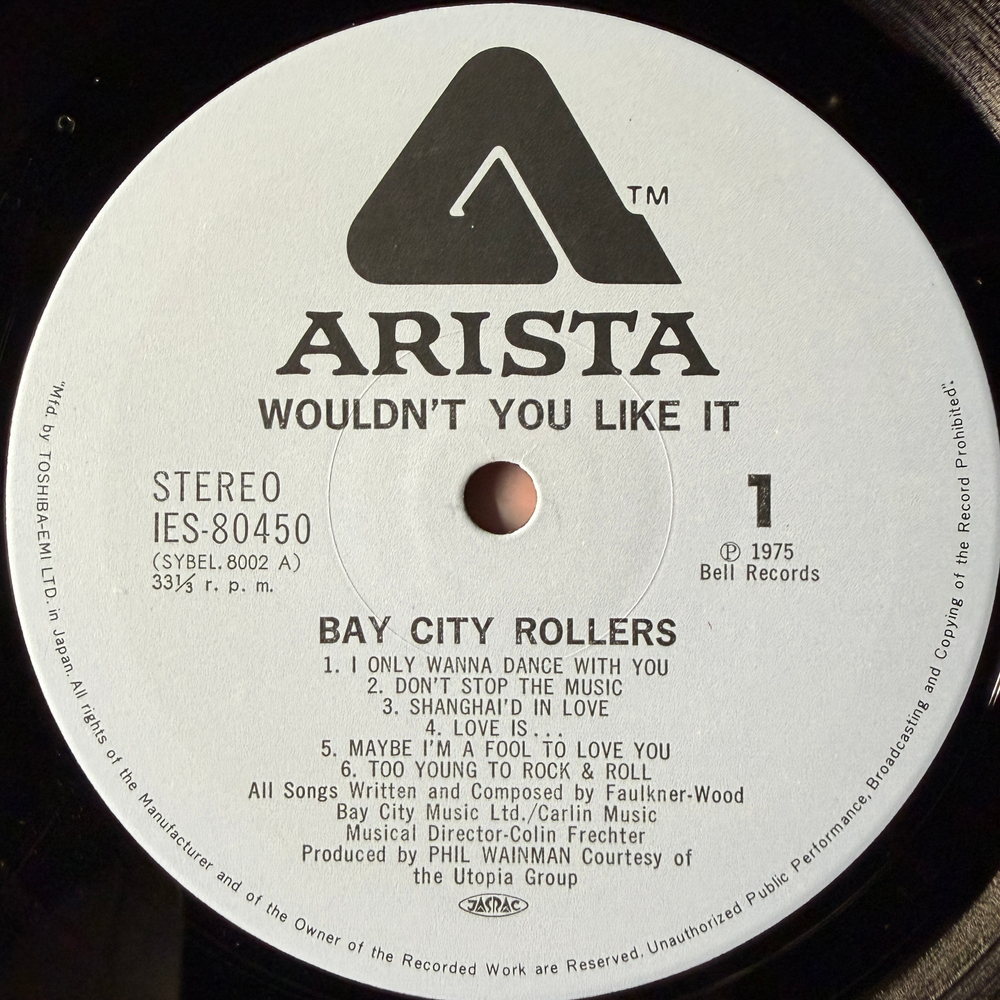 TM
ARISTA
WOULDN'T YOU LIKE IT
STEREO
IES-80450
(SYBEL. 8002 A)
33⅓ r. p. m.
1
Ⓟ 1975
Bell Records
BAY CITY ROLLERS
1. I ONLY WANNA DANCE WITH YOU
2. DON'T STOP THE MUSIC
3. SHANGHAI'D IN LOVE
4. LOVE IS...
5. MAYBE I'M A FOOL TO LOVE YOU
6. TOO YOUNG TO ROCK & ROLL
All Songs Written and Composed by Faulkner-Wood
Bay City Music Ltd./Carlin Music
Musical Director-Colin Frechter
Produced by PHIL WAINMAN Courtesy of
the Utopia Group
JASRAC
"Mfd. by TOSHIBA-EMI LTD. in Japan. All rights of the Manufacturer and of the Owner of the Recorded Work are Reserved. Unauthorized Public Performance, Broadcasting and Copying of the Record Prohibited".